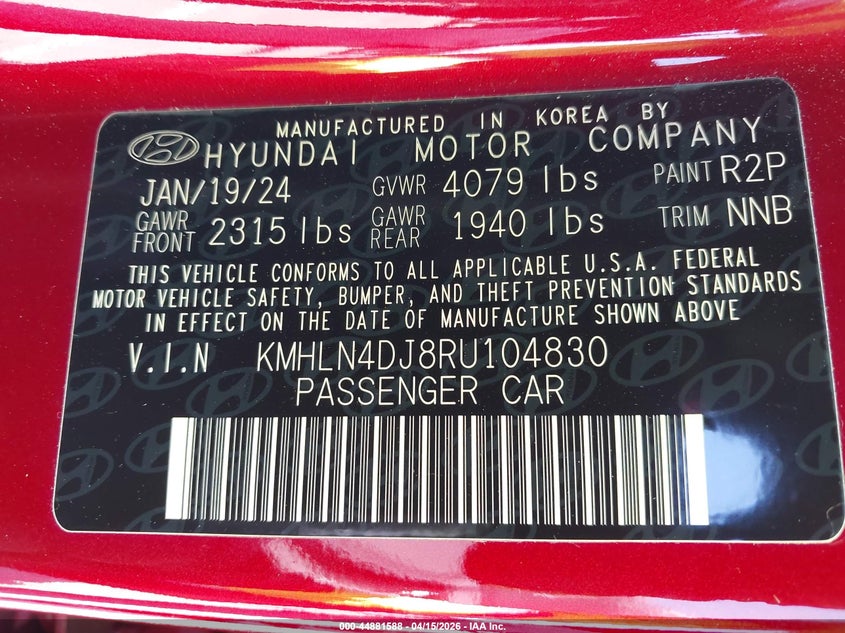 MANUFACTURED IN KOREA BY
HYUNDAI MOTOR COMPANY
JAN/19/24 GVWR 4079 lbs PAINT R2P
GAWR FRONT 2315 lbs GAWR REAR 1940 lbs TRIM NNB
THIS VEHICLE CONFORMS TO ALL APPLICABLE U.S.A. FEDERAL
MOTOR VEHICLE SAFETY, BUMPER, AND THEFT PREVENTION STANDARDS
IN EFFECT ON THE DATE OF MANUFACTURE SHOWN ABOVE
V.I.N KMHLN4DJ8RU104830
PASSENGER CAR
000-44881588 - 04/15/2026 - IAA Inc.